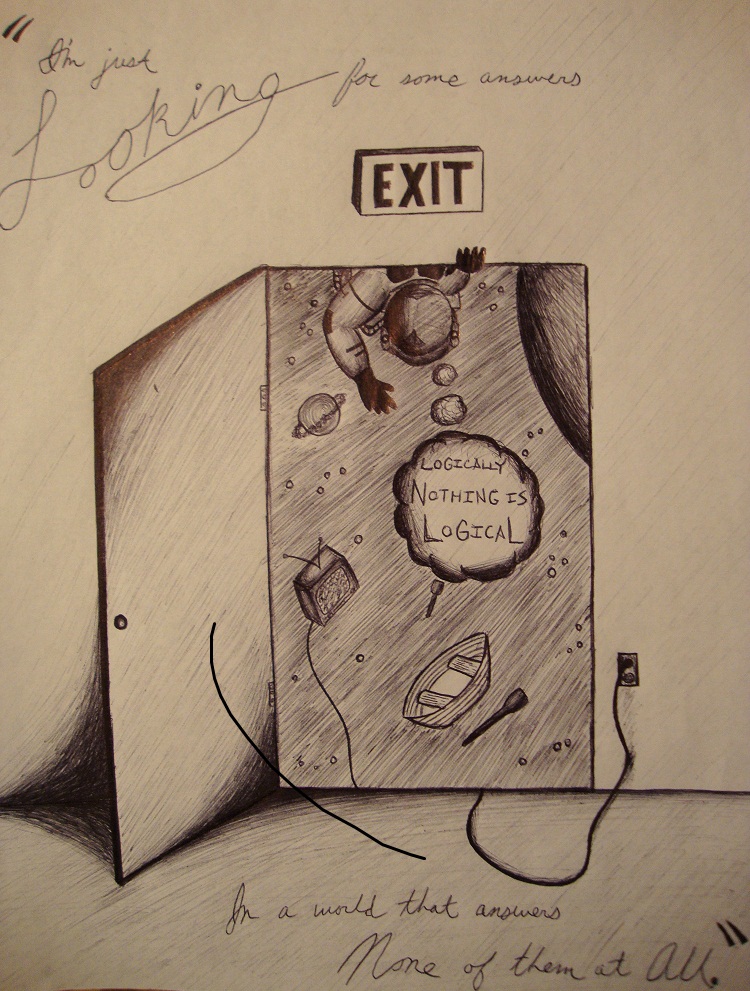 "I'm just
Looking for some answers
EXIT
LOGICALLY
NOTHING IS
LOGICAL
In a world that answers
None of them at All."